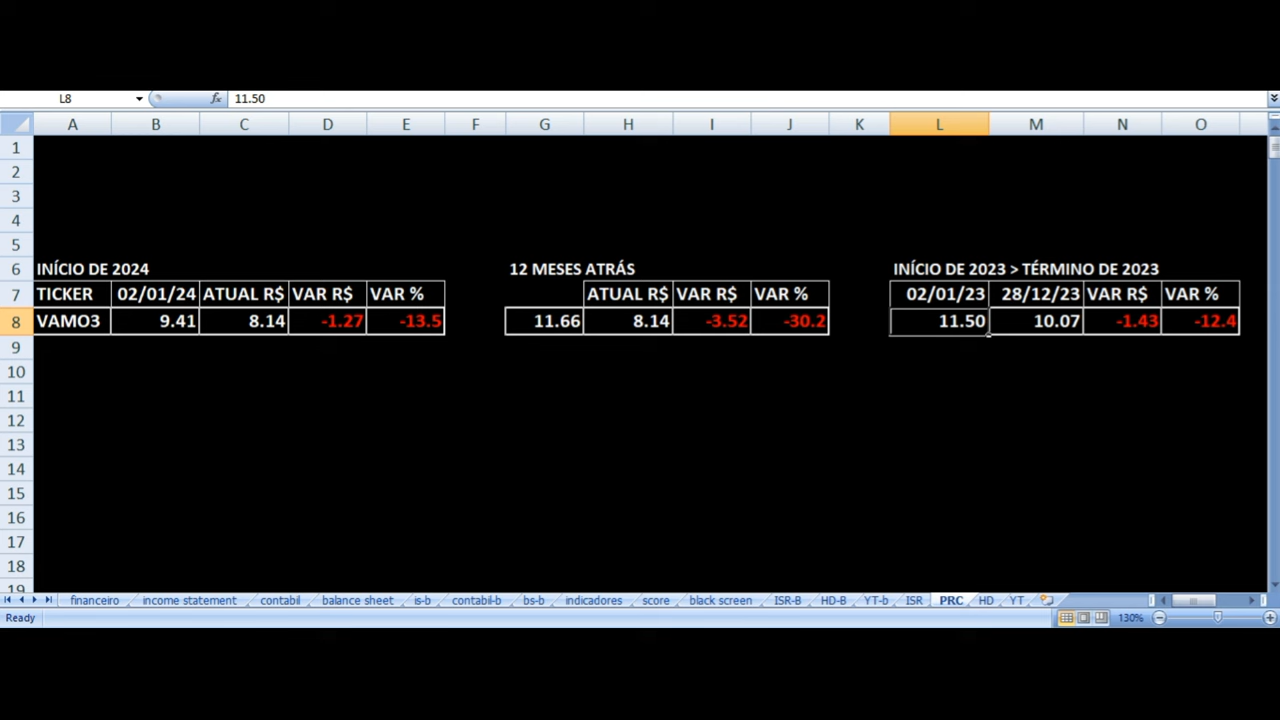 L8 fx 11.50
A B C D E F G H I J K L M N O
1
2
3
4
5
6 INÍCIO DE 2024 12 MESES ATRÁS INÍCIO DE 2023 > TÉRMINO DE 2023
7 TICKER 02/01/24 ATUAL R$ VAR R$ VAR % ATUAL R$ VAR R$ VAR % 02/01/23 28/12/23 VAR R$ VAR %
8 VAMO3 9.41 8.14 -1.27 -13.5 11.66 8.14 -3.52 -30.2 11.50 10.07 -1.43 -12.4
9
10
11
12
13
14
15
16
17
18
19
financeiro income statement contabil balance sheet is-b contabil-b bs-b indicadores score black screen ISR-B HD-B YT-b ISR PRC HD YT
Ready 130%